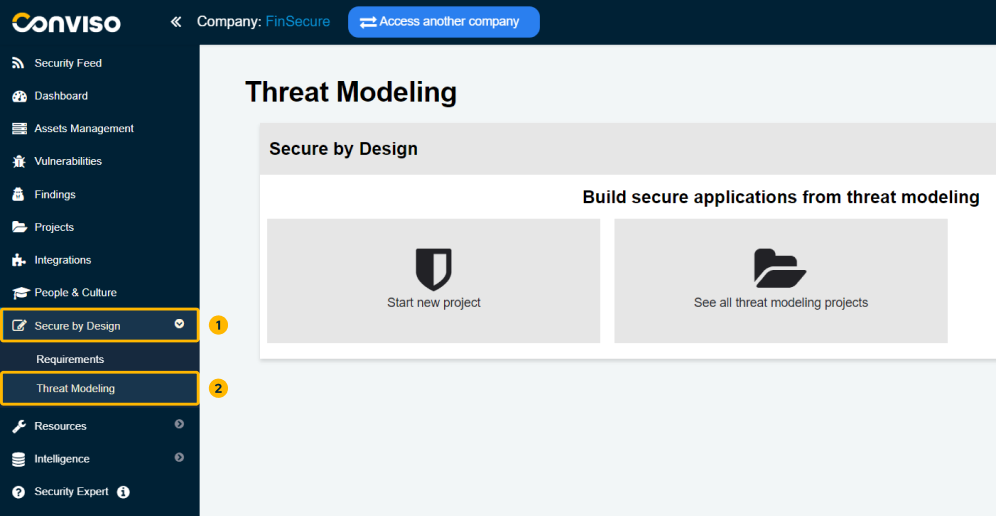 Conviso
Company: FinSecure
Access another company
Security Feed
Dashboard
Assets Management
Vulnerabilities
Findings
Projects
Integrations
People & Culture
Secure by Design
1
Requirements
Threat Modeling
2
Resources
Intelligence
Security Expert
Threat Modeling
Secure by Design
Build secure applications from threat modeling
Start new project
See all threat modeling projects